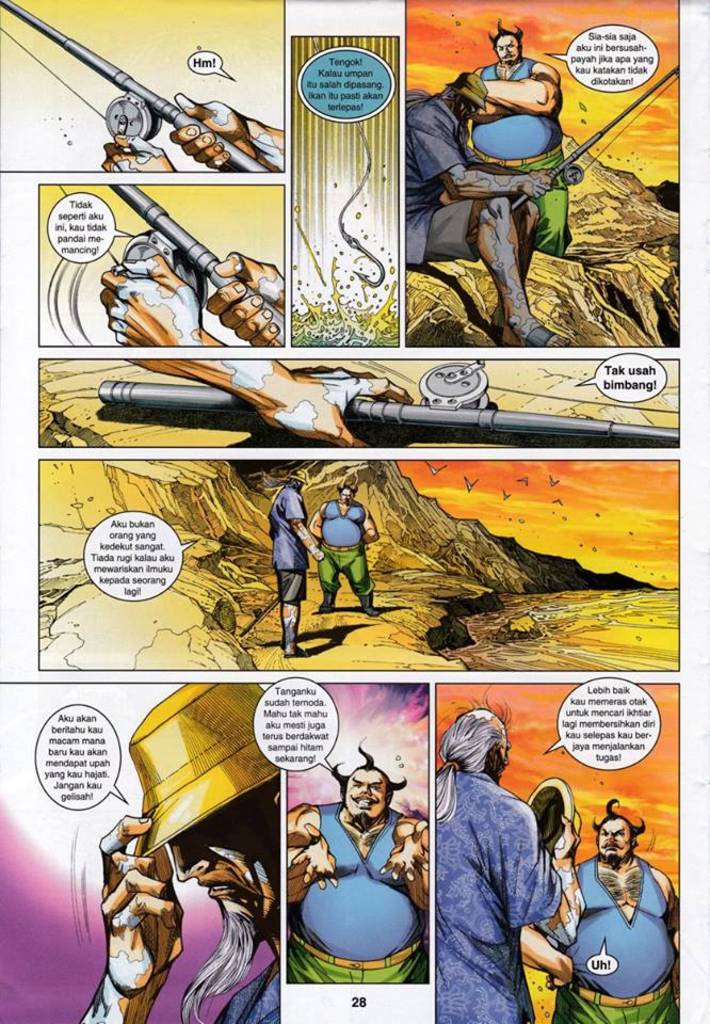 Hm!
Tengok!
Kalau umpan
itu salah dipasang.
Ikan itu pasti akan
terlepas!
Sia-sia saja
aku ini bersusah-
payah jika apa yang
kau katakan tidak
dikotakan!
Tidak
seperti aku
ini, kau tidak
pandai me-
mancing!
Tak usah
bimbang!
Aku bukan
orang yang
kedekut sangat.
Tiada rugi kalau aku
mewariskan ilmuku
kepada seorang
lagi!
Aku akan
beritahu kau
macam mana
baru kau akan
mendapat upah
yang kau hajati.
Jangan kau
gelisah!
Tanganku
sudah ternoda.
Mahu tak mahu
aku mesti juga
terus berdakwat
sampai hitam
sekarang!
Lebih baik
kau memeras otak
untuk mencari ikhtiar
lagi membersihkan diri
kau selepas kau ber-
jaya menjalankan
tugas!
Uh!
28